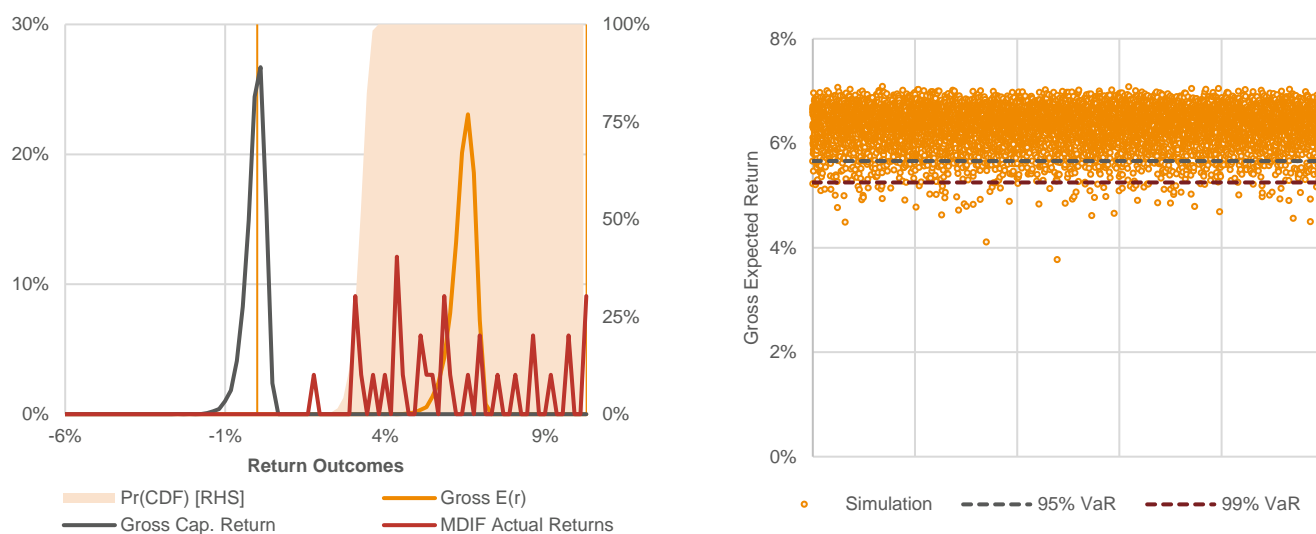 30%
20%
10%
0%
100%
75%
50%
25%
0%
-6%
-1%
4%
9%
Return Outcomes
Pr(CDF) [RHS]
Gross E(r)
Gross Cap. Return
MDIF Actual Returns
8%
6%
4%
2%
0%
Gross Expected Return
Simulation
95% VaR
99% VaR